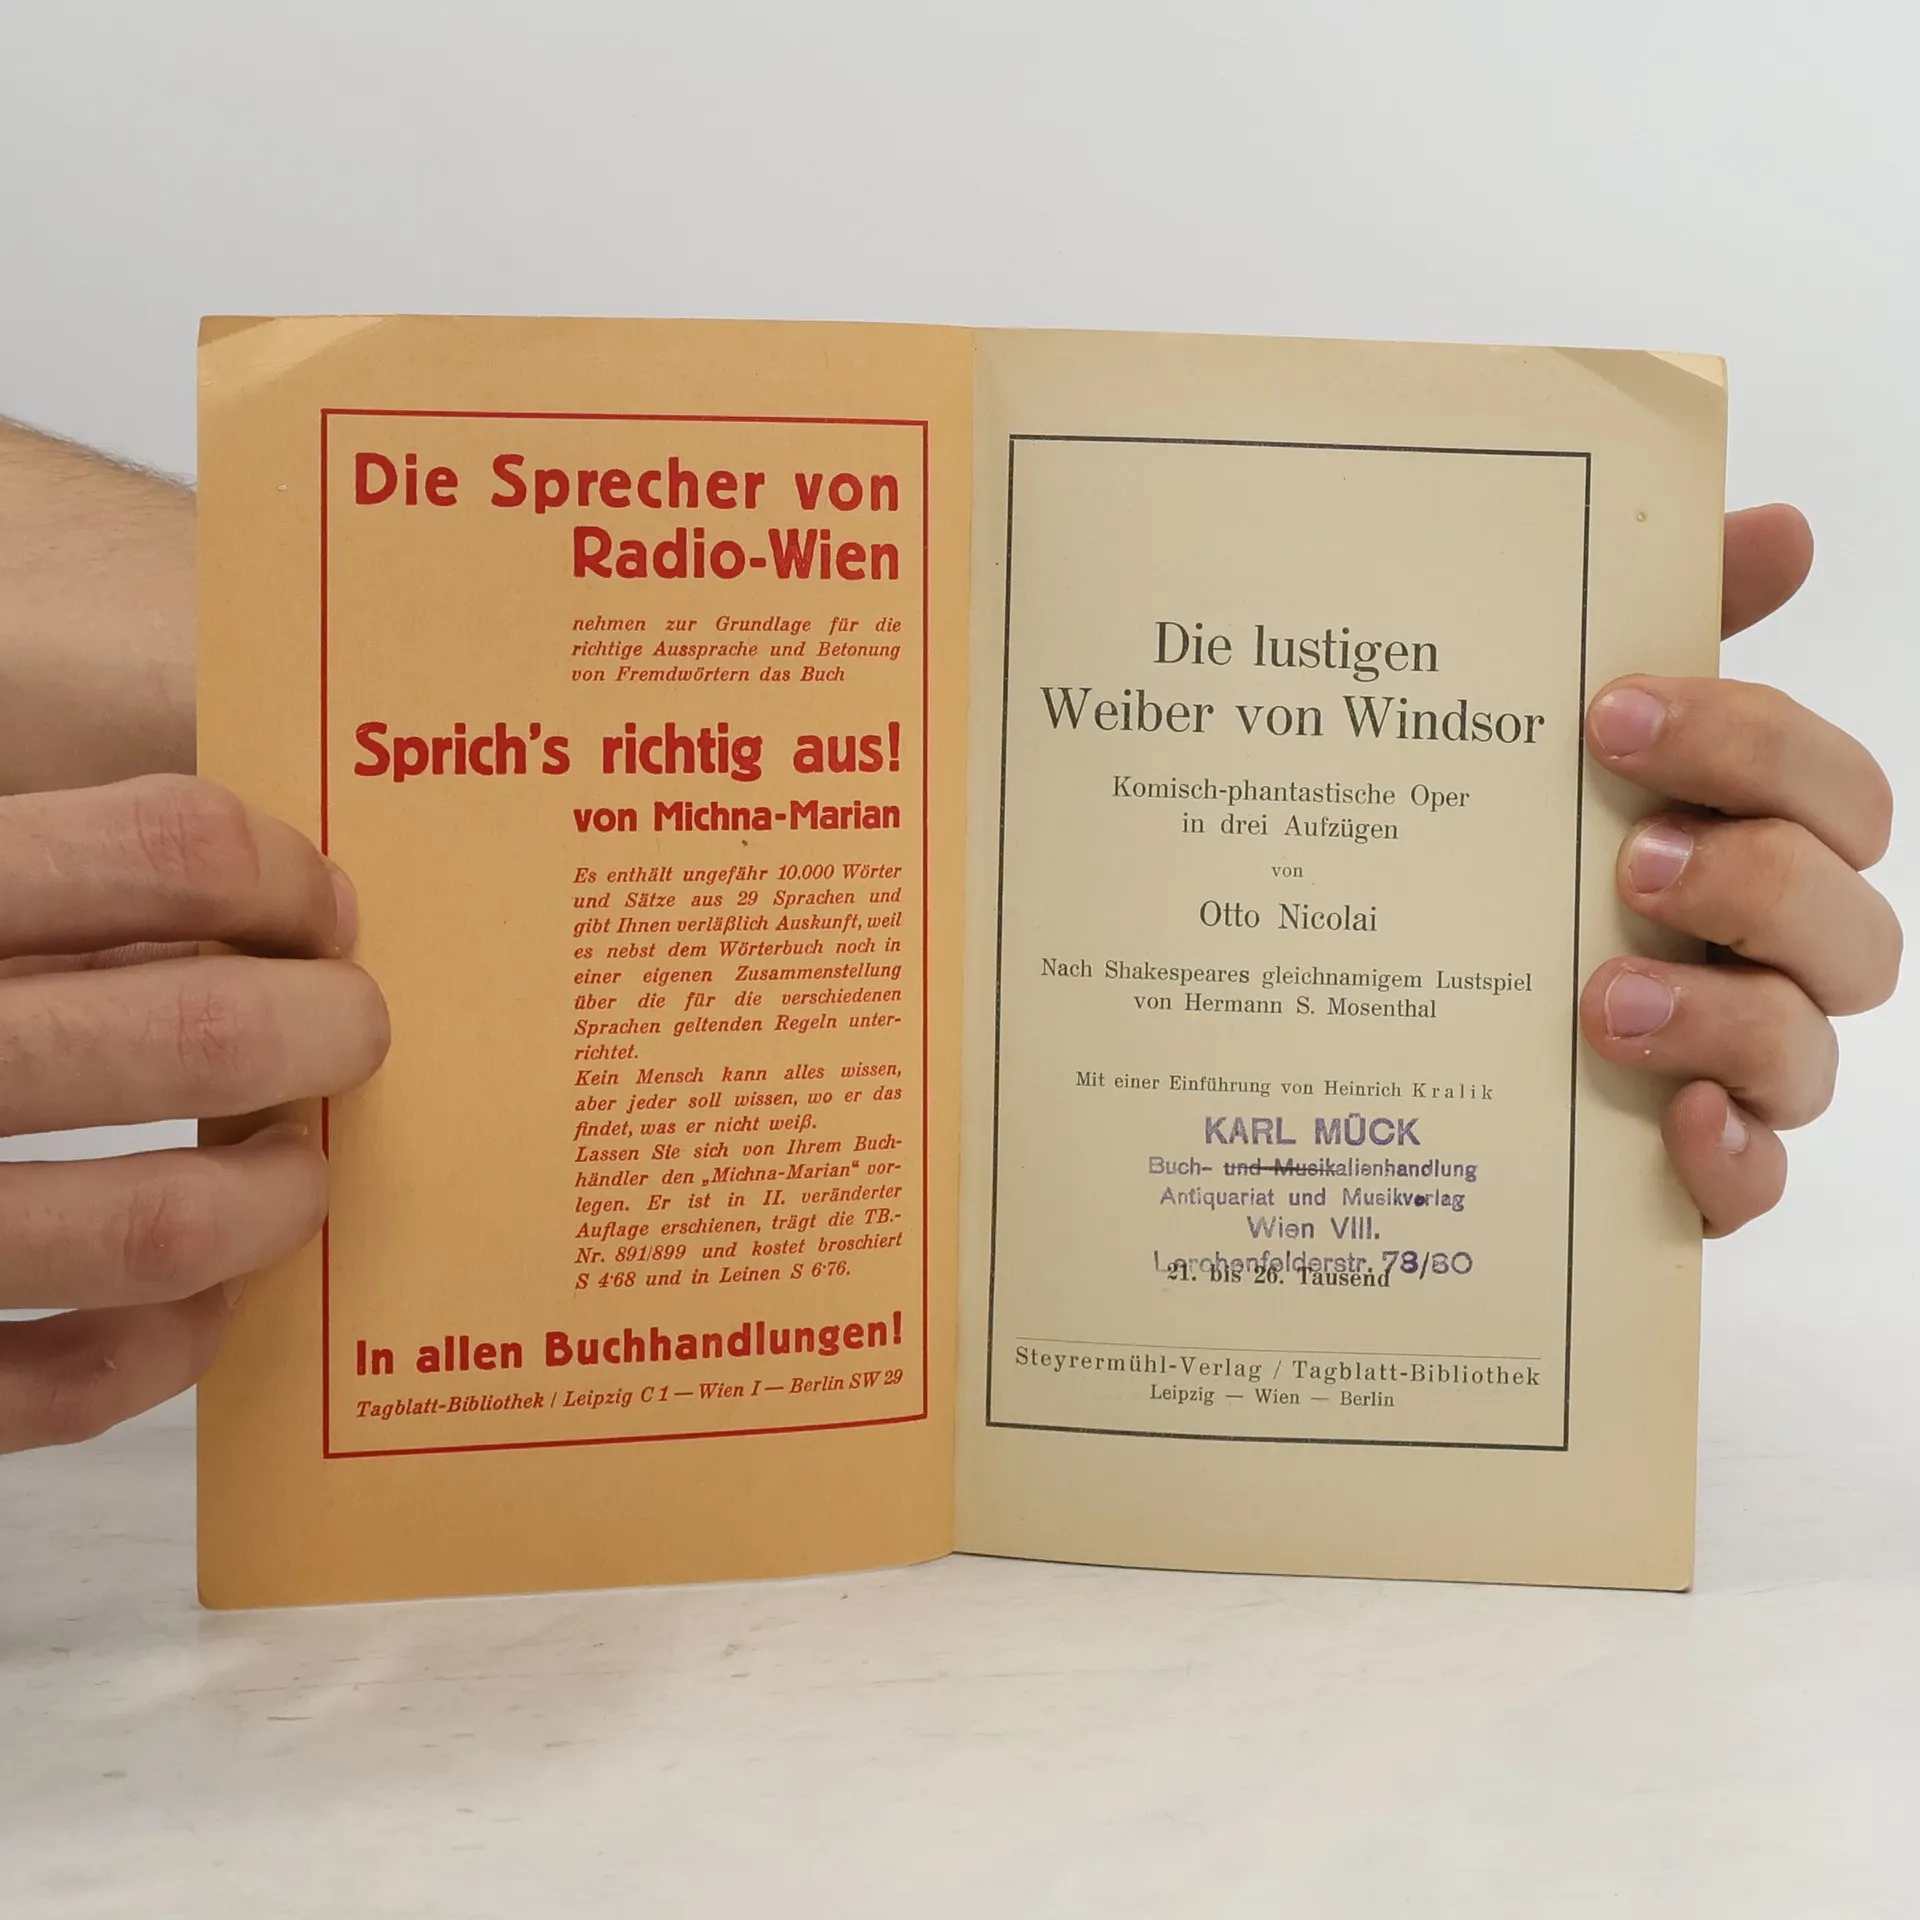 Die Sprecher von
Radio-Wien
nehmen zur Grundlage für die
richtige Aussprache und Betonung
von Fremdwörtern das Buch
Sprich's richtig aus!
von Michna-Marian
Es enthält ungefähr 10.000 Wörter
und Sätze aus 29 Sprachen und
gibt Ihnen verläßlich Auskunft, weil
es nebst dem Wörterbuch noch in
einer eigenen Zusammenstellung
über die für die verschiedenen
Sprachen geltenden Regeln unter-
richtet.
Kein Mensch kann alles wissen,
aber jeder soll wissen, wo er das
findet, was er nicht weiß.
Lassen Sie sich von Ihrem Buch-
händler den „Michna-Marian“ vor-
legen. Er ist in II. veränderter
Auflage erschienen, trägt die TB.-
Nr. 891/899 und kostet broschiert
S 4·68 und in Leinen S 6·76.
In allen Buchhandlungen!
Tagblatt-Bibliothek / Leipzig C 1 — Wien I — Berlin SW 29
Die lustigen
Weiber von Windsor
Komisch-phantastische Oper
in drei Aufzügen
von
Otto Nicolai
Nach Shakespeares gleichnamigem Lustspiel
von Hermann S. Mosenthal
Mit einer Einführung von Heinrich Kralik
KARL MÜCK
Buch- und Musikalienhandlung
Antiquariat und Musikverlag
Wien VIII.
Lerchenfelderstr. 78/80
21. bis 26. Tausend
Steyrermühl-Verlag / Tagblatt-Bibliothek
Leipzig — Wien — Berlin